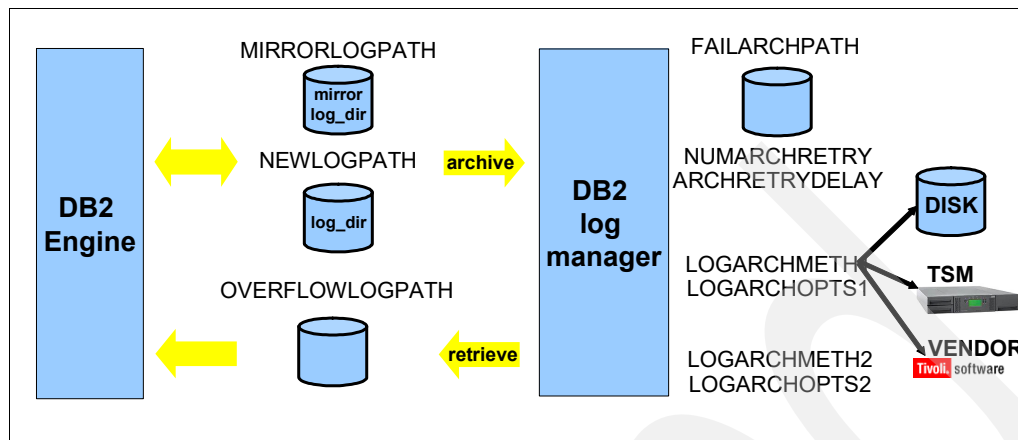 MIRRORLOGPATH
mirror
log_dir
NEWLOGPATH
log_dir
OVERFLOWLOGPATH
DB2
Engine
archive
retrieve
DB2
log
manager
FAILARCHPATH
NUMARCHRETRY
ARCHRETRYDELAY
LOGARCHMETH
LOGARCHOPTS1
LOGARCHMETH2
LOGARCHOPTS2
DISK
TSM
VENDOR
Tivoli. software